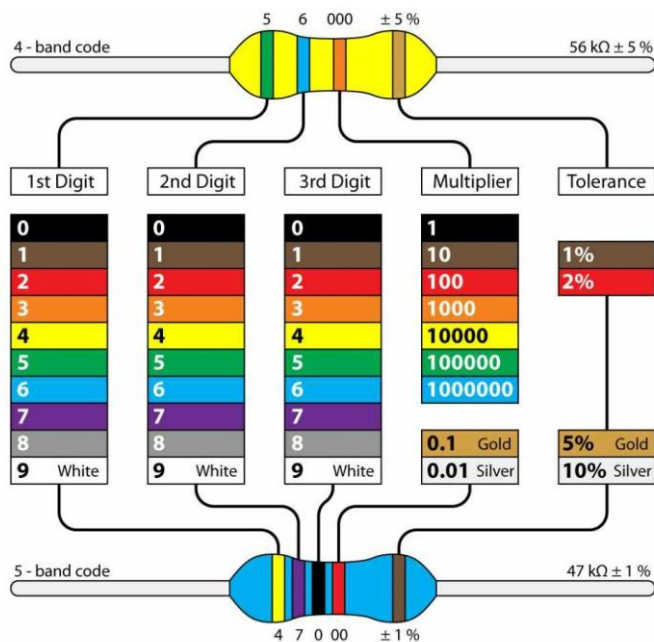 5 6 000 ± 5 %
4 - band code 56 kΩ ± 5 %
1st Digit 2nd Digit 3rd Digit Multiplier Tolerance
0 0 0 1
1 1 1 10 1%
2 2 2 100 2%
3 3 3 1000
4 4 4 10000
5 5 5 100000
6 6 6 1000000
7 7 7
8 8 8 0.1 Gold 5% Gold
9 White 9 White 9 White 0.01 Silver 10% Silver
5 - band code 47 kΩ ± 1 %
4 7 0 00 ± 1 %